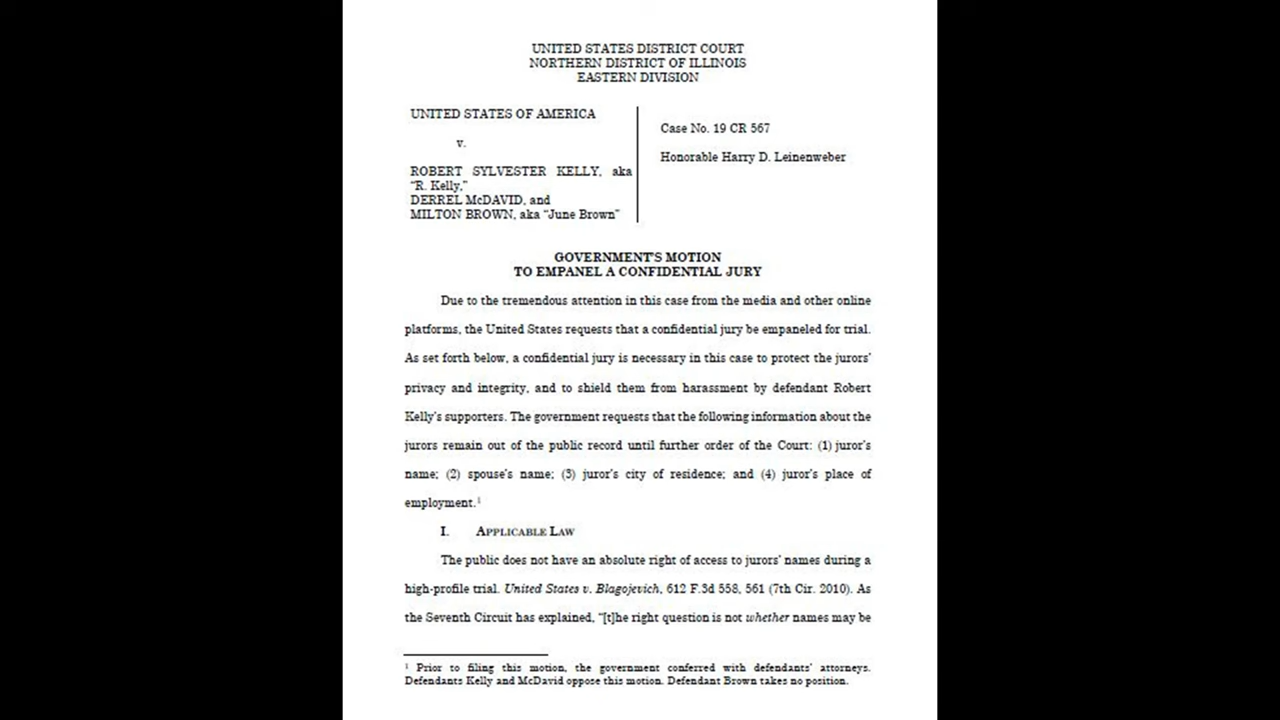 UNITED STATES DISTRICT COURT
NORTHERN DISTRICT OF ILLINOIS
EASTERN DIVISION
UNITED STATES OF AMERICA
v.
ROBERT SYLVESTER KELLY, aka
“R. Kelly,”
DERREL McDAVID, and
MILTON BROWN, aka “June Brown”
Case No. 19 CR 567
Honorable Harry D. Leinenweber
GOVERNMENT'S MOTION
TO EMPANEL A CONFIDENTIAL JURY
Due to the tremendous attention in this case from the media and other online
platforms, the United States requests that a confidential jury be empaneled for trial.
As set forth below, a confidential jury is necessary in this case to protect the jurors’
privacy and integrity, and to shield them from harassment by defendant Robert
Kelly’s supporters. The government requests that the following information about the
jurors remain out of the public record until further order of the Court: (1) juror’s
name; (2) spouse’s name; (3) juror’s city of residence; and (4) juror’s place of
employment.¹
I. APPLICABLE LAW
The public does not have an absolute right of access to jurors’ names during a
high-profile trial. United States v. Blagojevich, 612 F.3d 558, 561 (7th Cir. 2010). As
the Seventh Circuit has explained, “[t]he right question is not whether names may be
¹ Prior to filing this motion, the government conferred with defendants’ attorneys.
Defendants Kelly and McDavid oppose this motion. Defendant Brown takes no position.